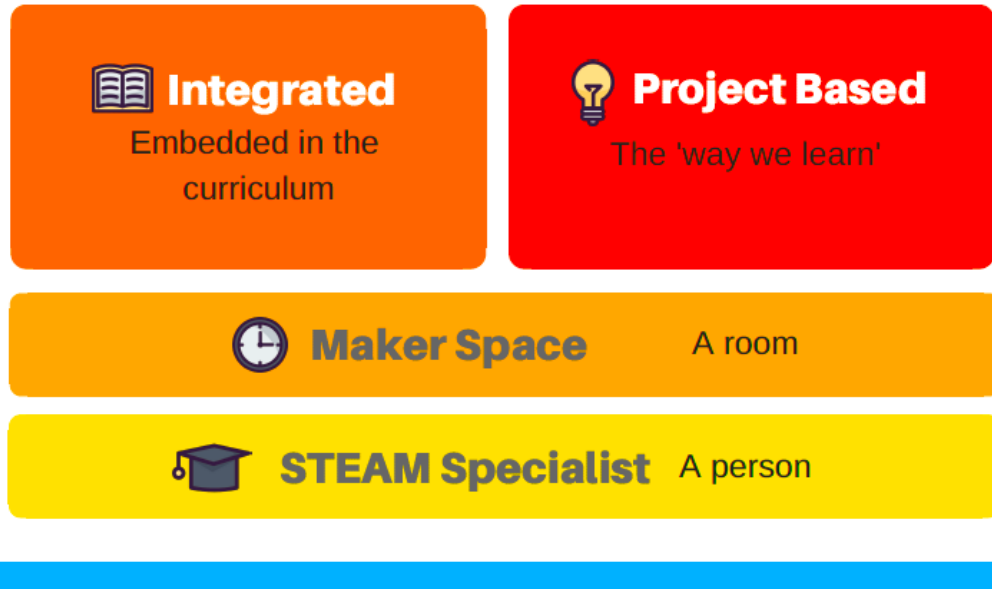 Integrated
Embedded in the
curriculum
Project Based
The 'way we learn'
Maker Space A room
STEAM Specialist A person